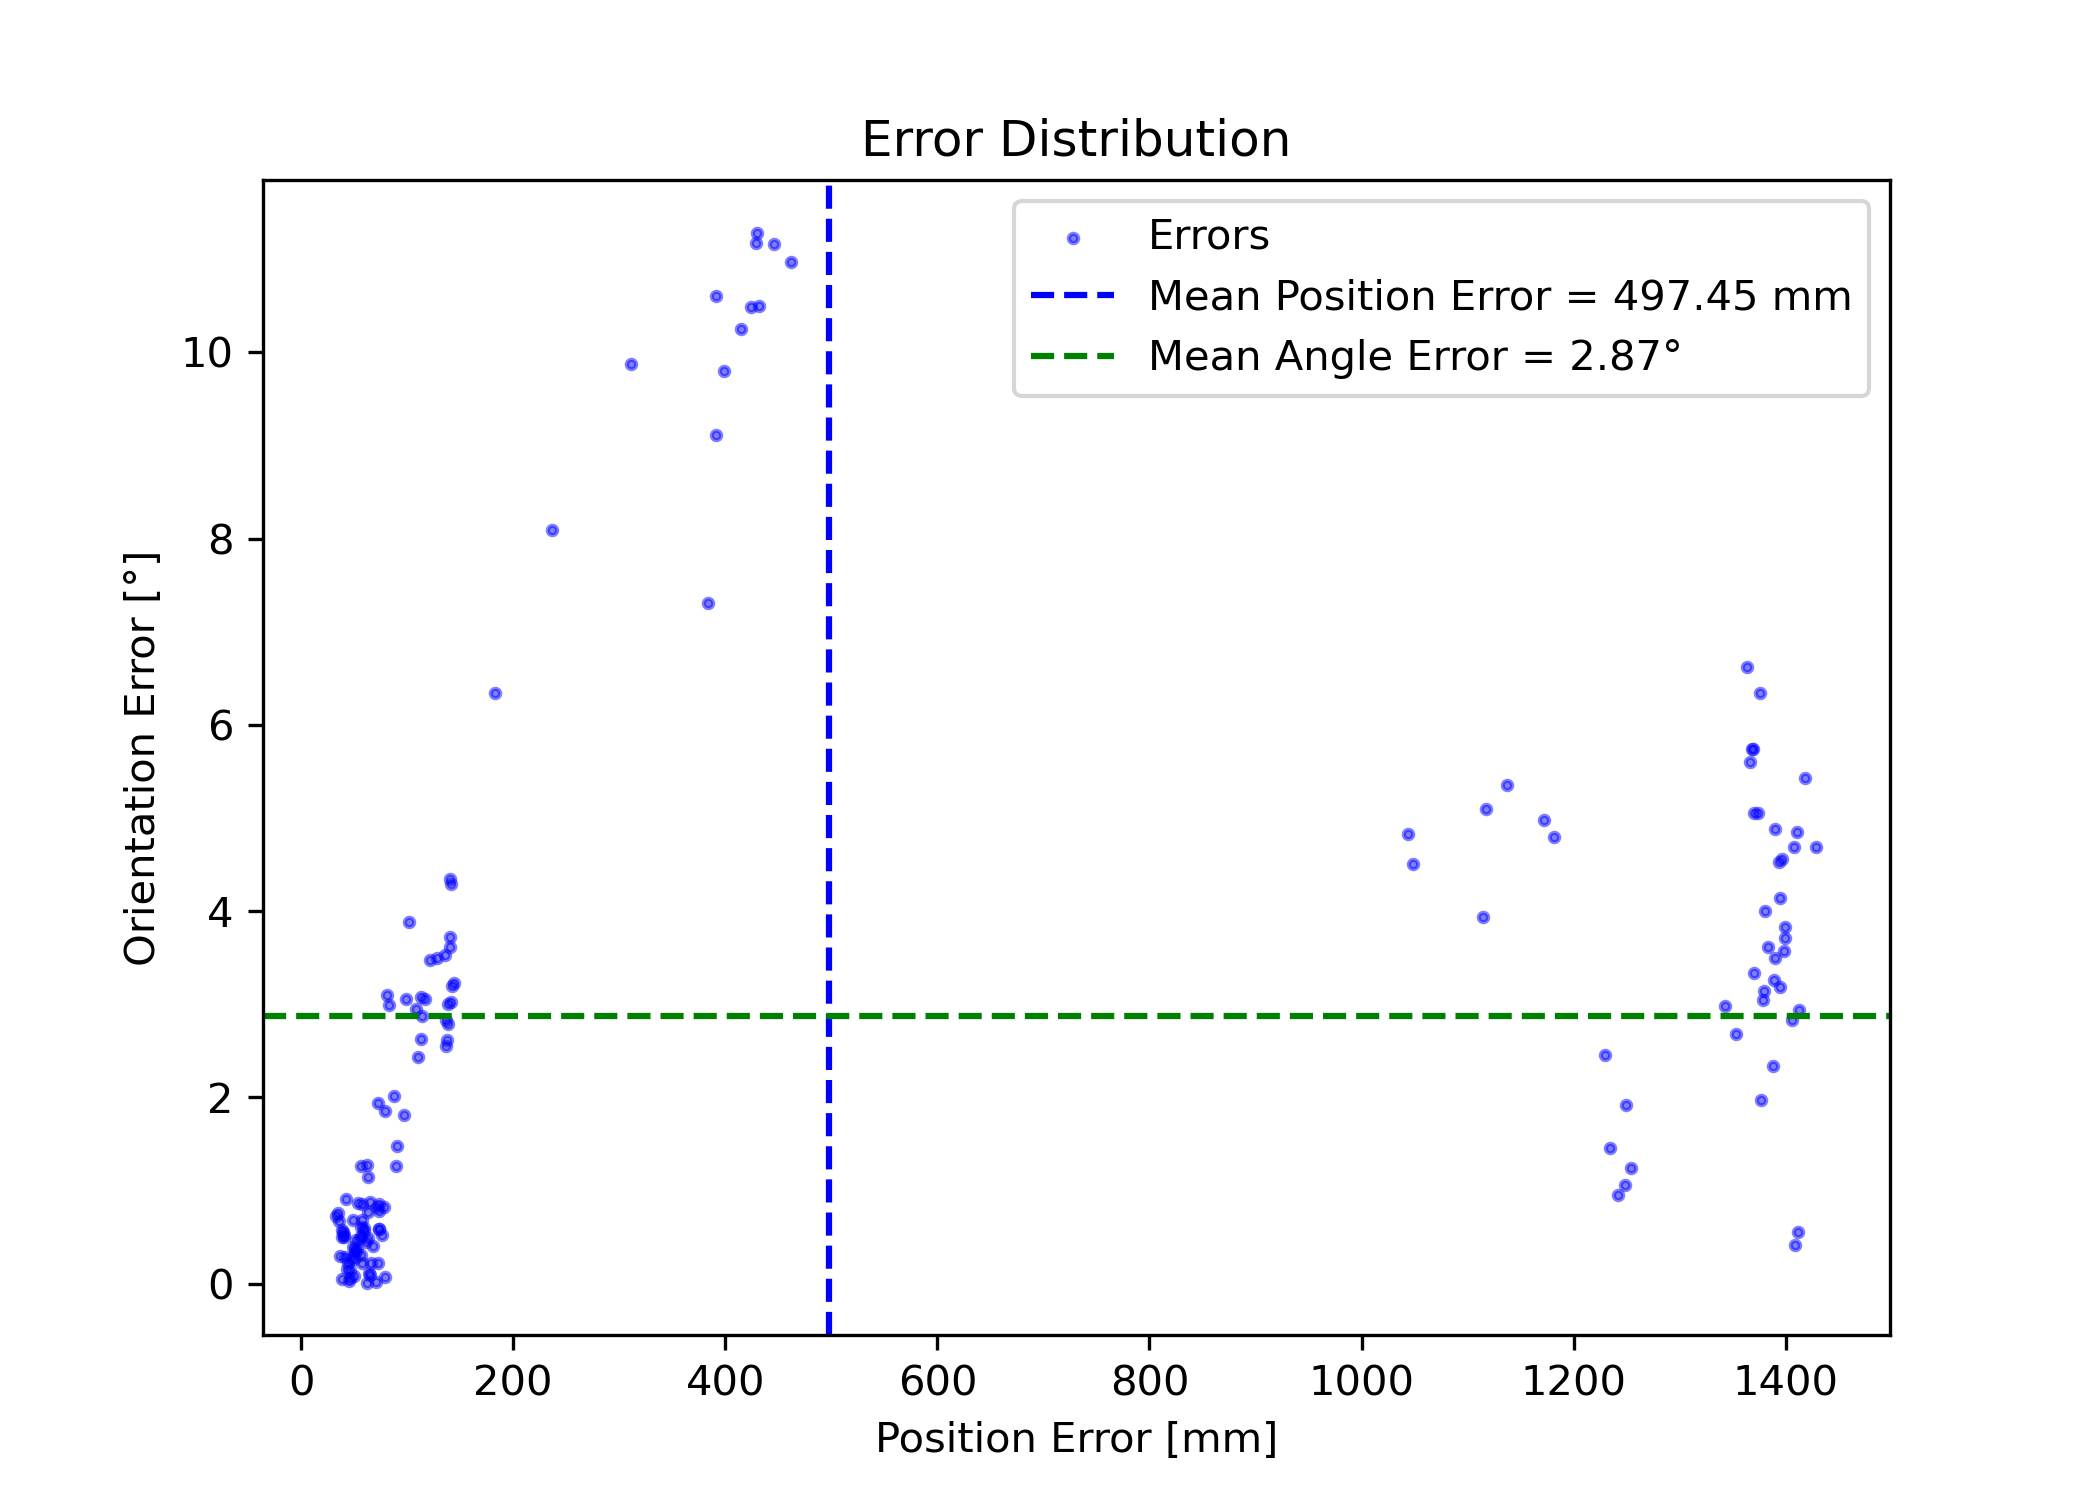 Error Distribution
Errors
Mean Position Error = 497.45 mm
Mean Angle Error = 2.87°
Orientation Error [°]
10
8
6
4
2
0
0 200 400 600 800 1000 1200 1400
Position Error [mm]